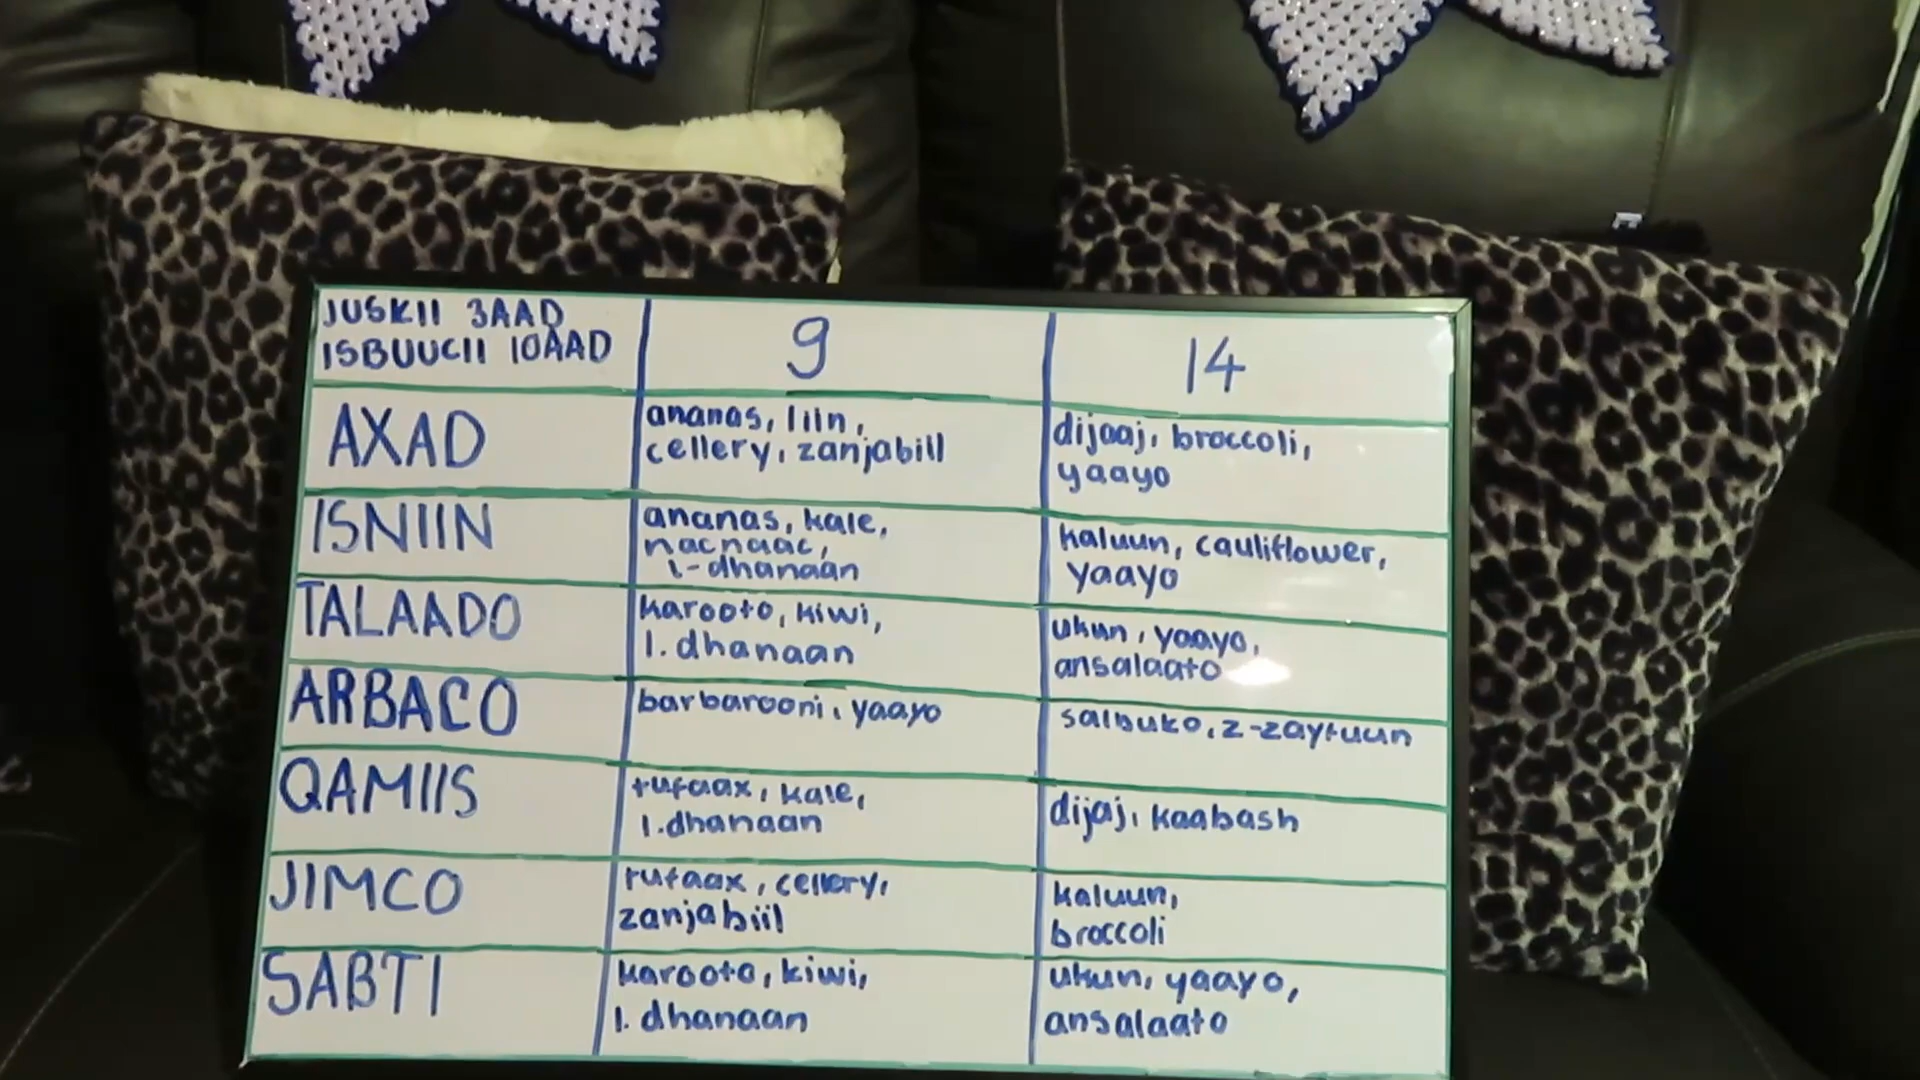 JUSKII 3AAD
ISBUUCII 10AAD
9
14
AXAD
ananas, liin,
cellery, zanjabiil
dijaaj, broccoli,
yaayo
ISNIIN
ananas, kale,
nacnaac,
l-dhanaan
kaluun, cauliflower,
yaayo
TALAADO
karooto, kiwi,
l.dhanaan
ukun, yaayo,
ansalaato
ARBACO
barbarooni, yaayo
salbuko, z-zaytuun
QAMIIS
tufaax, kale,
l.dhanaan
dijaj, kaabash
JIMCO
tufaax, cellery,
zanjabiil
kaluun,
broccoli
SABTI
karooto, kiwi,
l.dhanaan
ukun, yaayo,
ansalaato